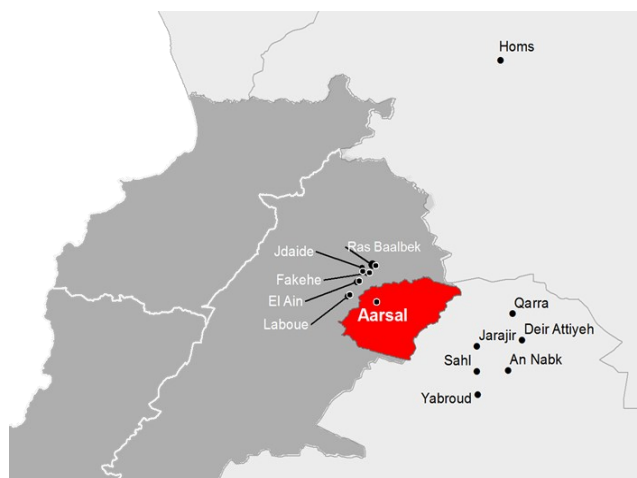 Homs
Ras Baalbek
Jdaide
Fakehe
El Ain
Laboue
Aarsal
Qarra
Deir Attiyeh
Jarajir
Sahl
An Nabk
Yabroud